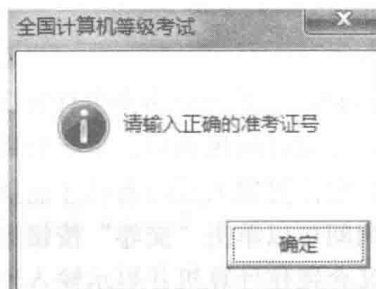 全国计算机等级考试
请输入正确的准考证号
确定